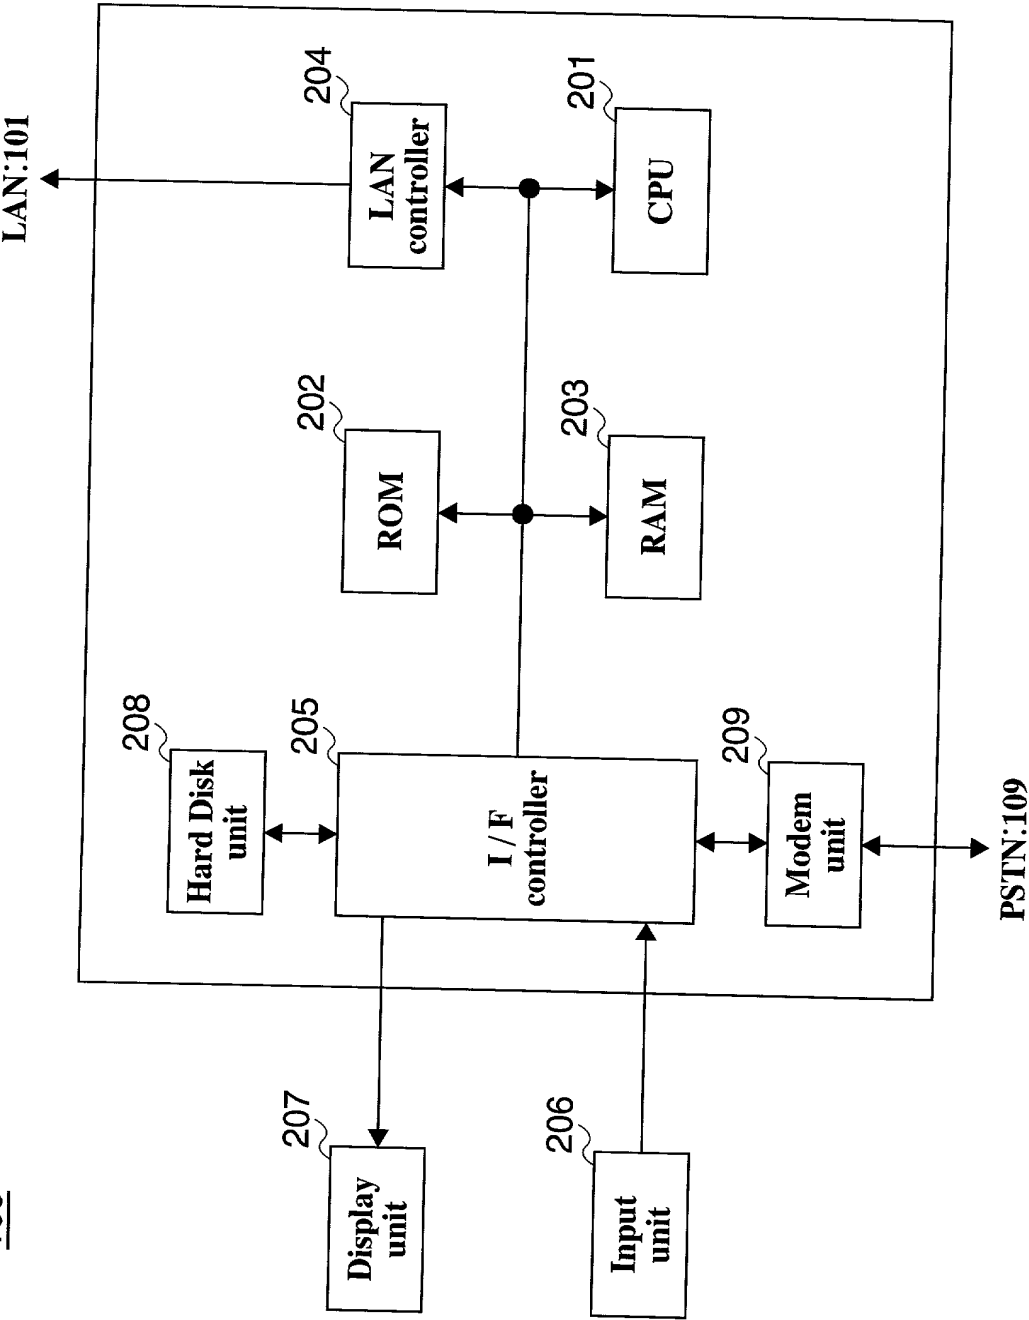 207
Display
unit
206
Input
unit
208
Hard Disk
unit
205
I / F
controller
209
Modem
unit
PSTN:109
202
ROM
203
RAM
LAN:101
204
LAN
controller
201
CPU